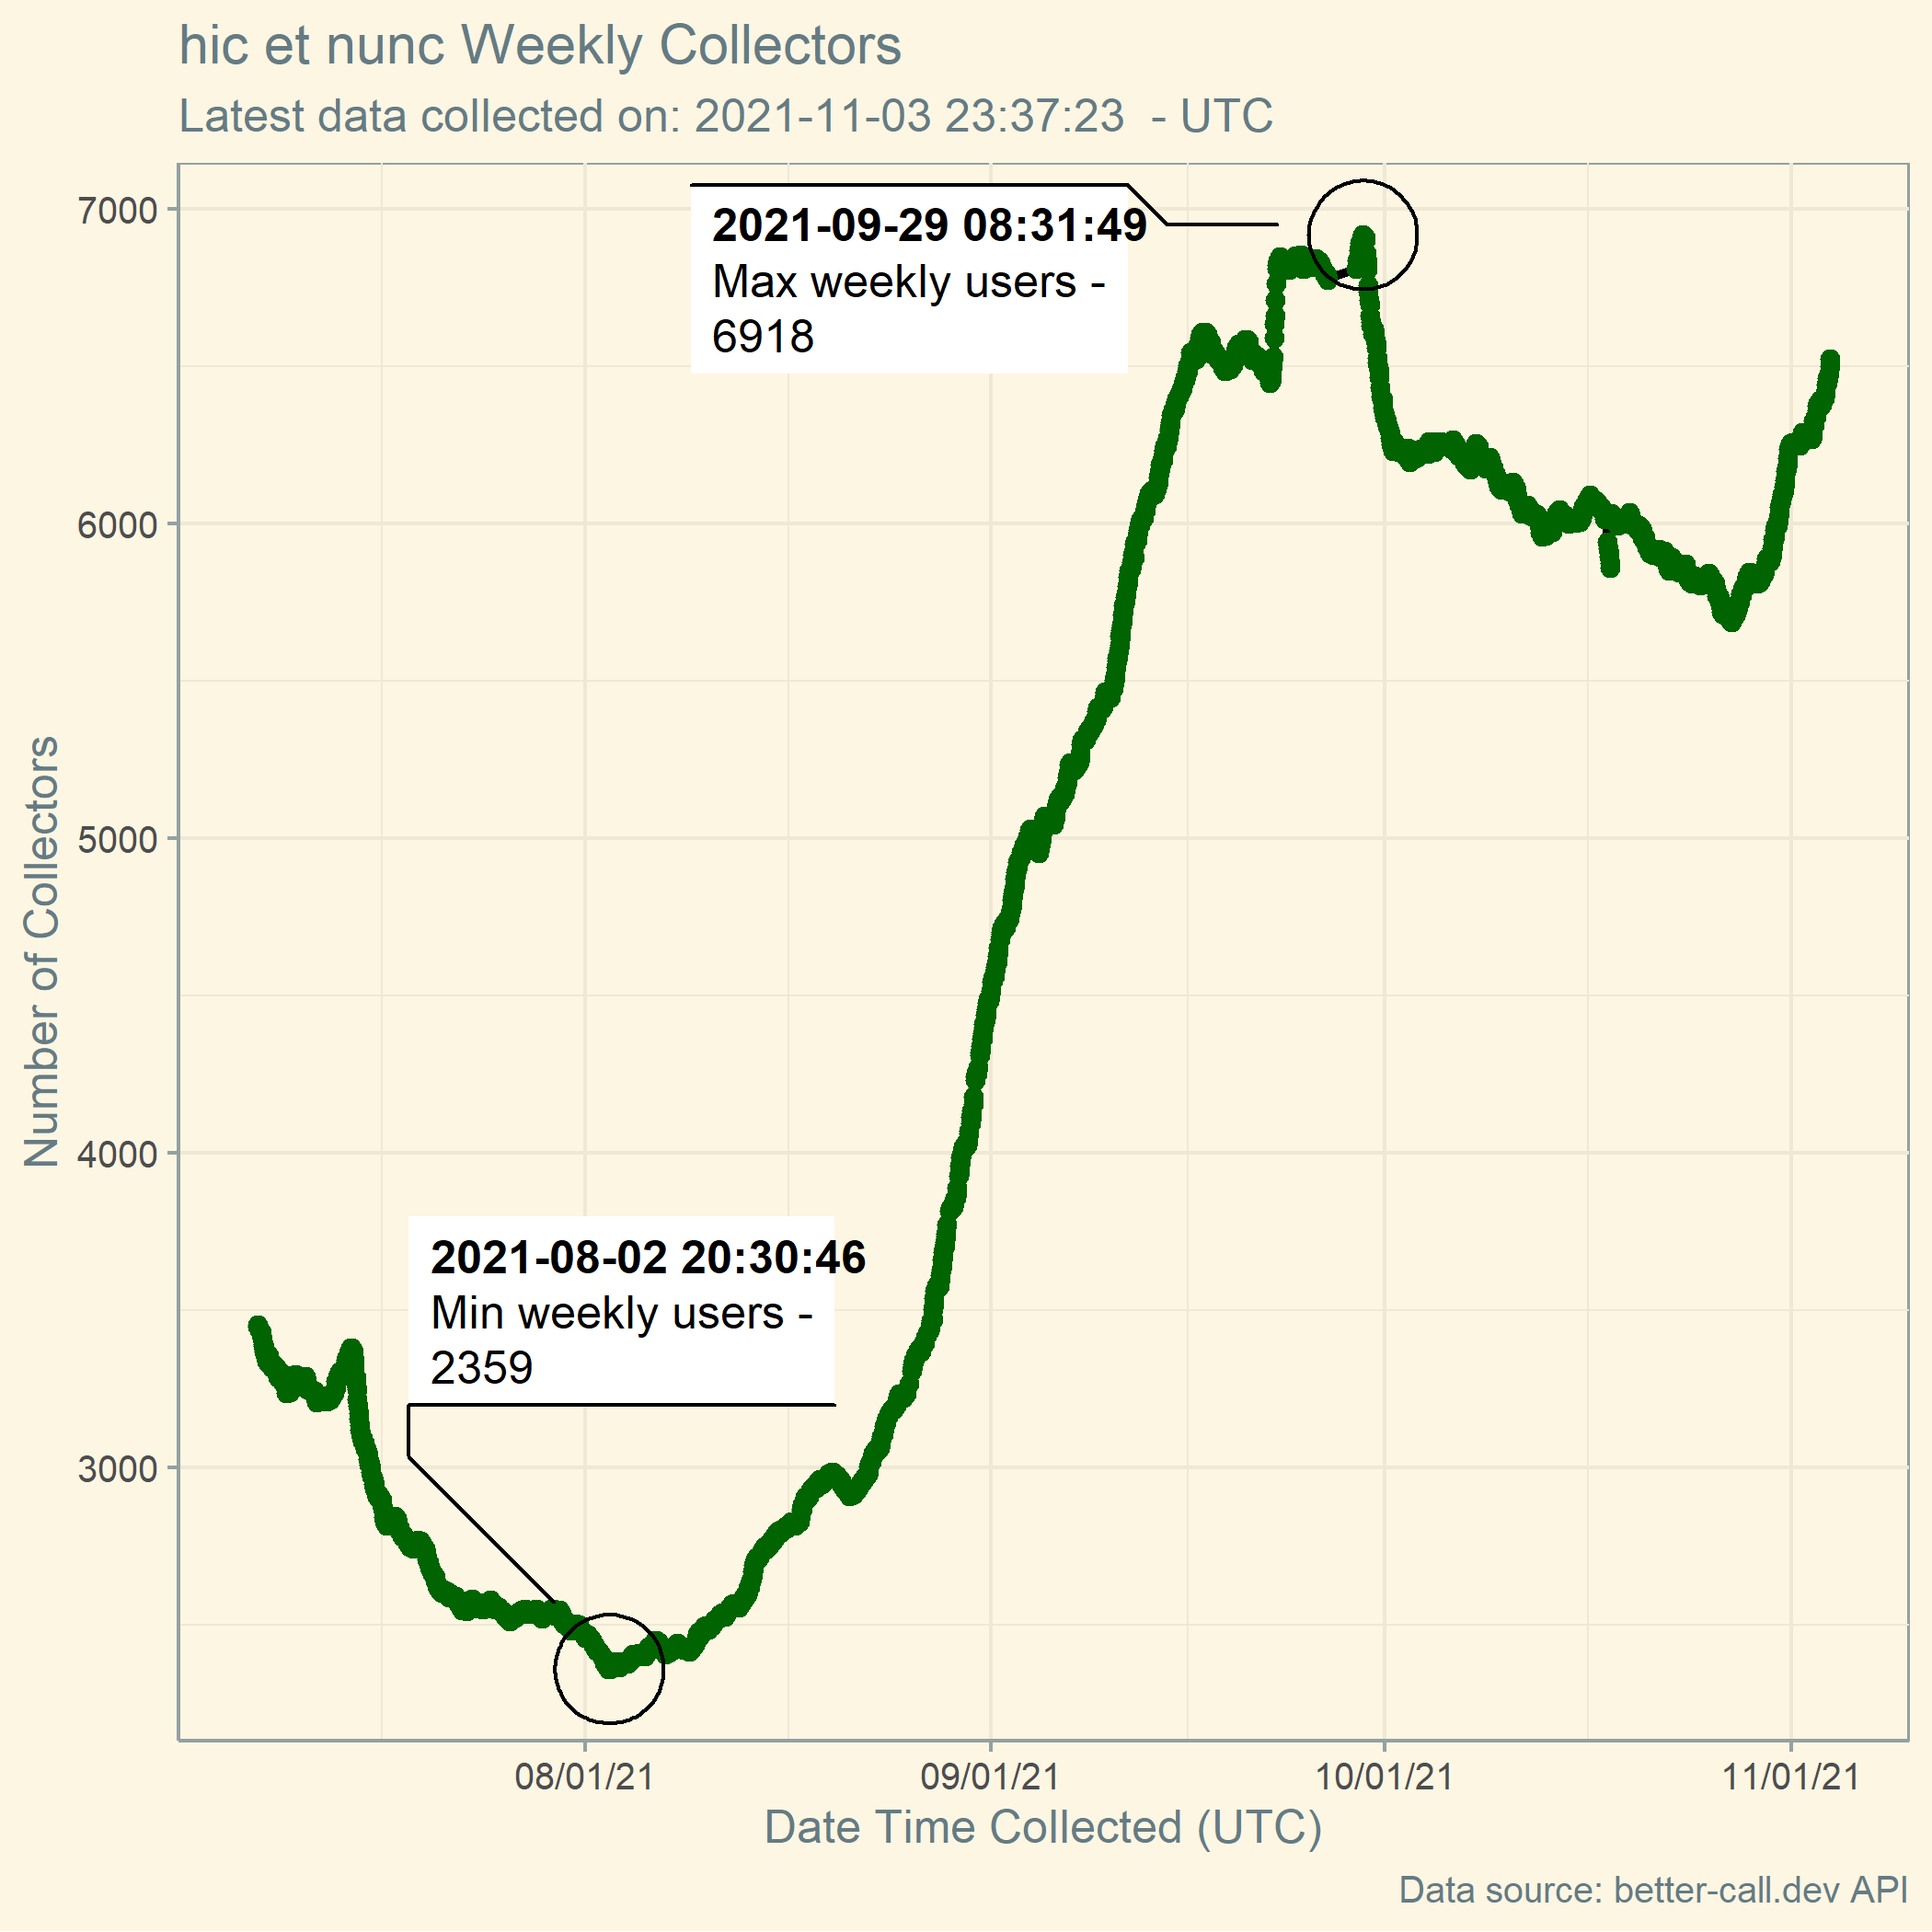 hic et nunc Weekly Collectors
Latest data collected on: 2021-11-03 23:37:23  - UTC
2021-09-29 08:31:49
Max weekly users -
6918
2021-08-02 20:30:46
Min weekly users -
2359
Number of Collectors
7000
6000
5000
4000
3000
08/01/21
09/01/21
10/01/21
11/01/21
Date Time Collected (UTC)
Data source: better-call.dev API